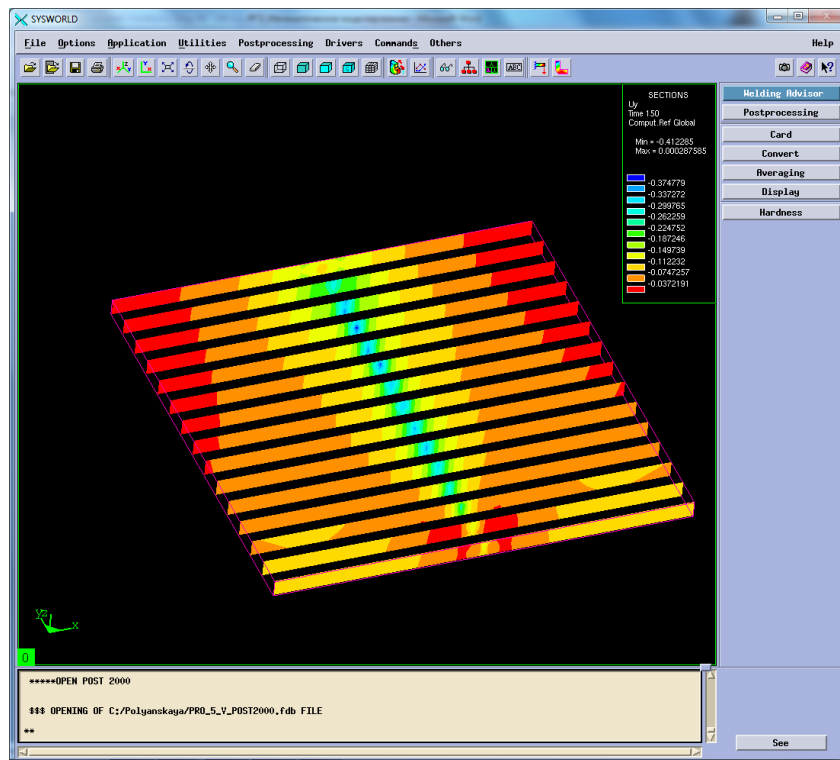 SYSWORLD
File Options Application Utilities Postprocessing Drivers Commands Others Help
ABC
SECTIONS
Uy
Time 150
Comput.Ref Global
Min = -0.412285
Max = 0.000287585
-0.374779
-0.337272
-0.299765
-0.262259
-0.224752
-0.187246
-0.149739
-0.112232
-0.0747257
-0.0372191
Welding Advisor
Postprocessing
Card
Convert
Averaging
Display
Hardness
YZ
X
0
*****OPEN POST 2000
$$$ OPENING OF C:/Polyanskaya/PRO_5_V_POST2000.fdb FILE
**
See